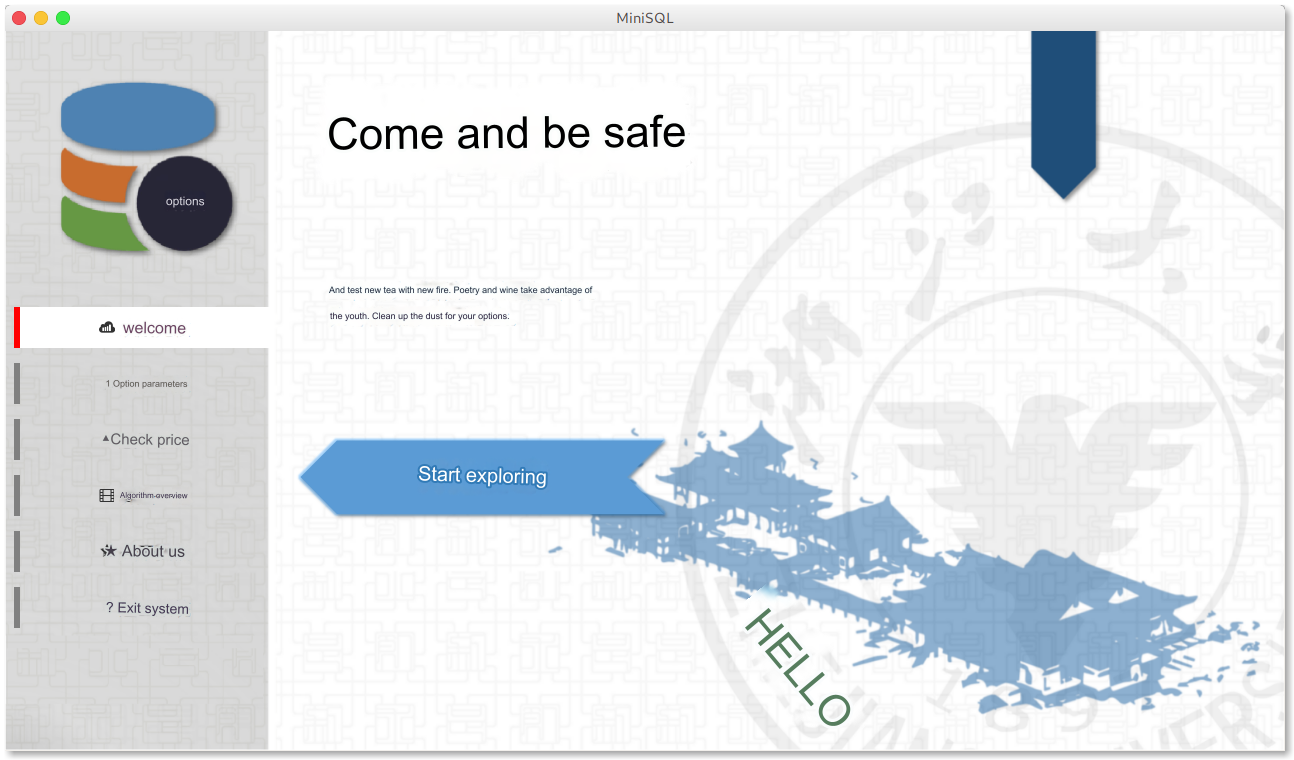 MiniSQL
options
welcome
1 Option parameters
Check price
Algorithm overview
About us
? Exit system
Come and be safe
And test new tea with new fire. Poetry and wine take advantage of
the youth. Clean up the dust for your options.
Start exploring
HELLO